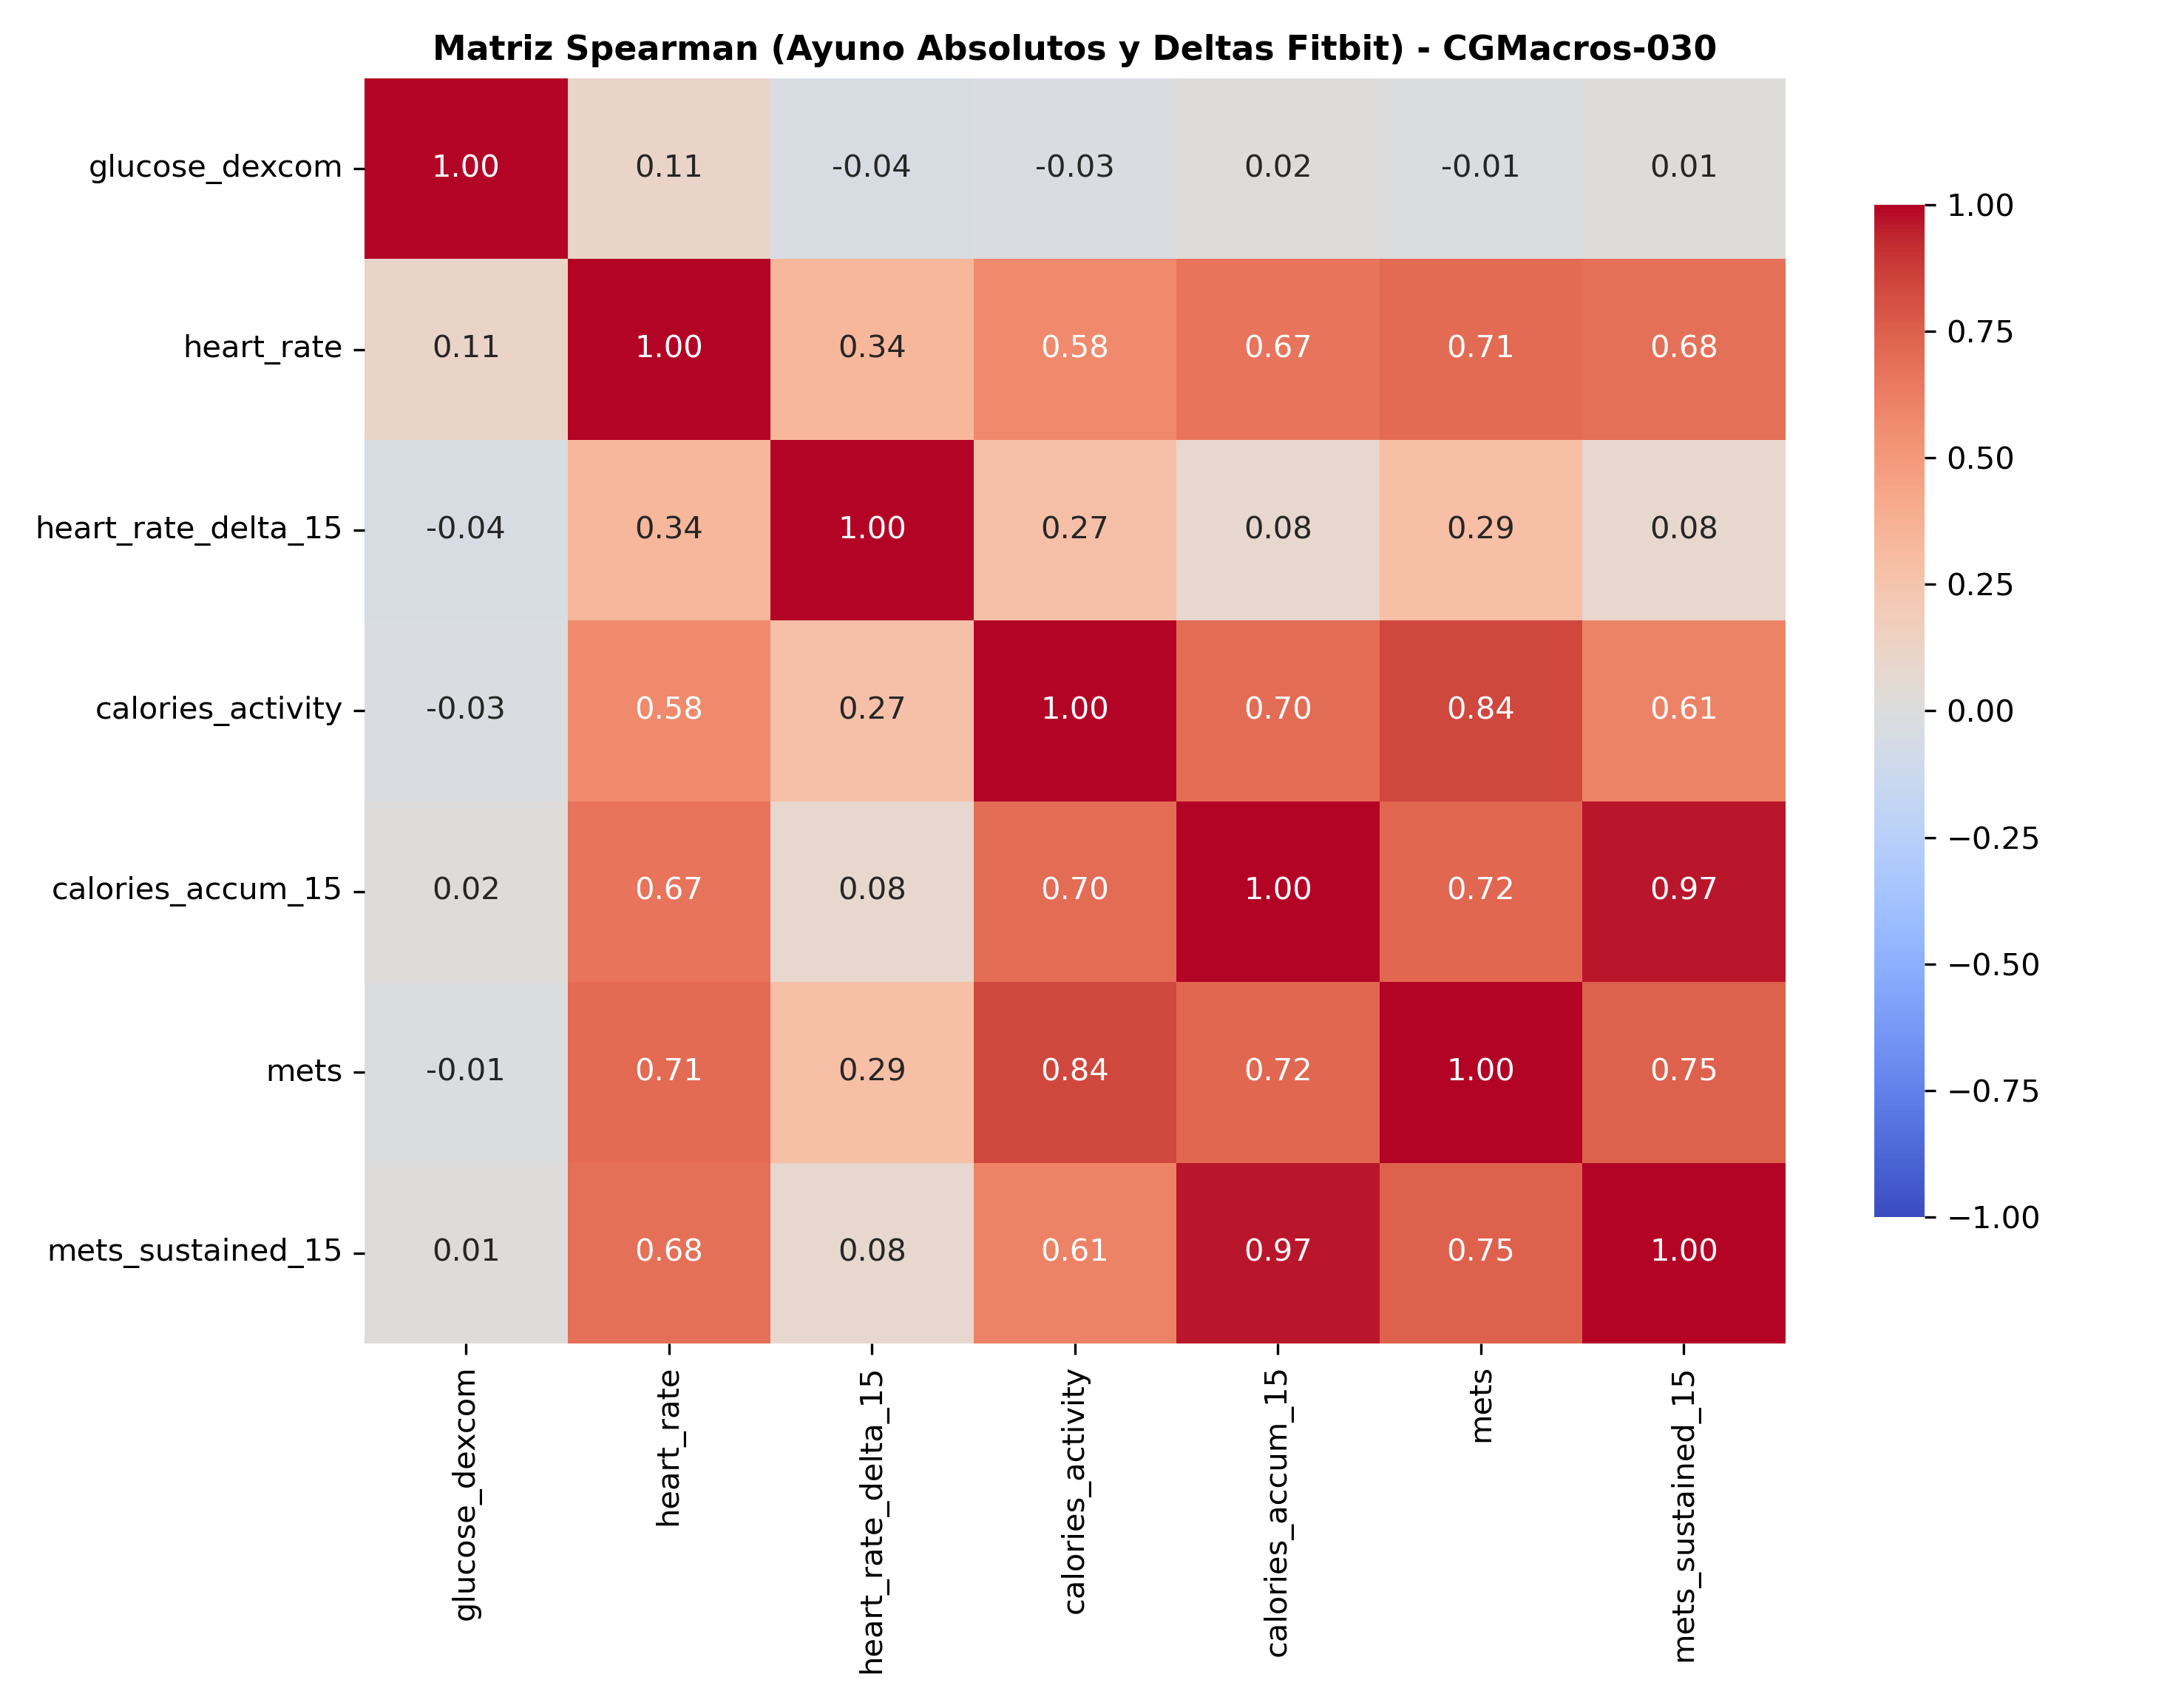 Matriz Spearman (Ayuno Absolutos y Deltas Fitbit) - CGMacros-030
glucose_dexcom 1.00 0.11 -0.04 -0.03 0.02 -0.01 0.01
heart_rate 0.11 1.00 0.34 0.58 0.67 0.71 0.68
heart_rate_delta_15 -0.04 0.34 1.00 0.27 0.08 0.29 0.08
calories_activity -0.03 0.58 0.27 1.00 0.70 0.84 0.61
calories_accum_15 0.02 0.67 0.08 0.70 1.00 0.72 0.97
mets -0.01 0.71 0.29 0.84 0.72 1.00 0.75
mets_sustained_15 0.01 0.68 0.08 0.61 0.97 0.75 1.00
glucose_dexcom
heart_rate
heart_rate_delta_15
calories_activity
calories_accum_15
mets
mets_sustained_15
1.00
0.75
0.50
0.25
0.00
−0.25
−0.50
−0.75
−1.00